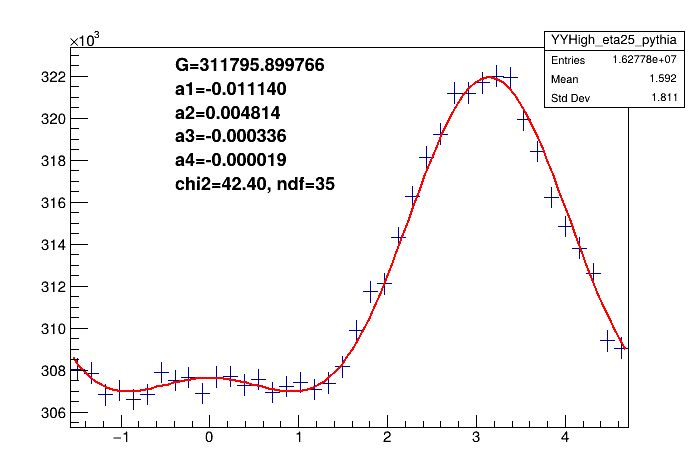 ×10³
YYHigh_eta25_pythia
Entries 1.62778e+07
Mean 1.592
Std Dev 1.811
G=311795.899766
a1=-0.011140
a2=0.004814
a3=-0.000336
a4=-0.000019
chi2=42.40, ndf=35
322
320
318
316
314
312
310
308
306
−1 0 1 2 3 4